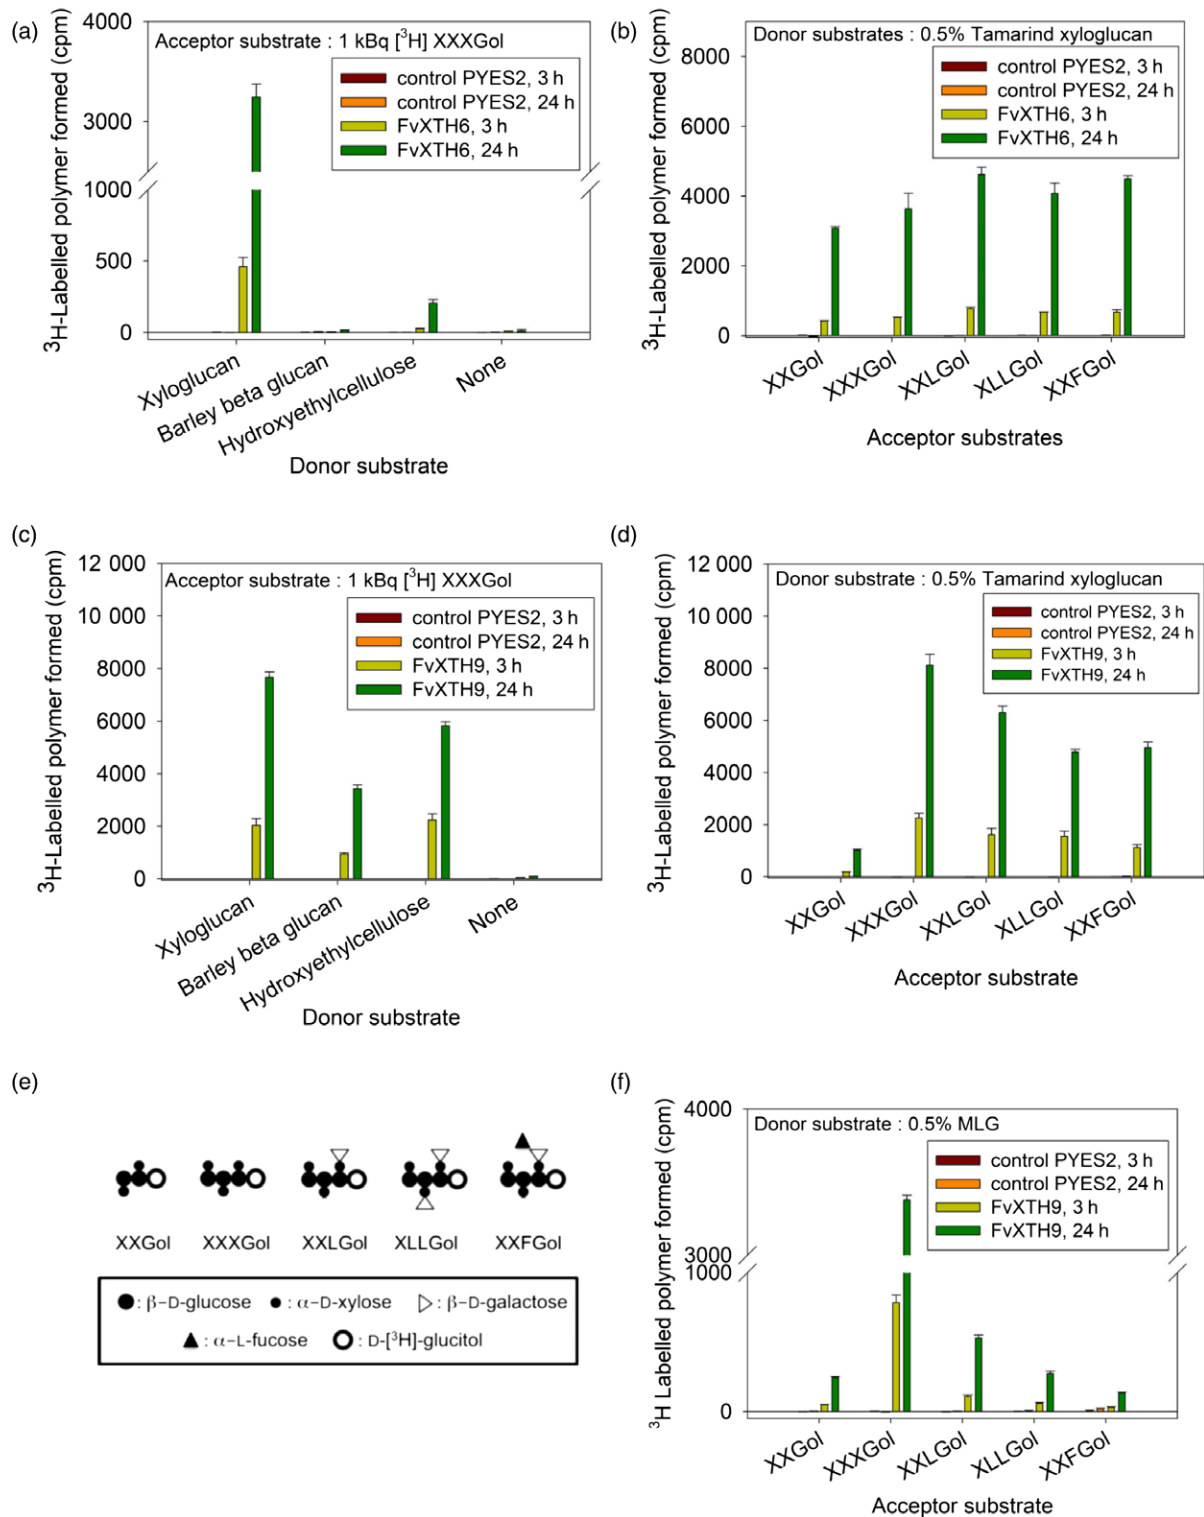 (a)
4000
3000
1000
500
0
³H-Labelled polymer formed (cpm)
Acceptor substrate : 1 kBq [³H] XXXGol
control PYES2, 3 h
control PYES2, 24 h
FvXTH6, 3 h
FvXTH6, 24 h
Xyloglucan
Barley beta glucan
Hydroxyethylcellulose
None
Donor substrate
(b)
8000
6000
4000
2000
0
³H-Labelled polymer formed (cpm)
Donor substrates : 0.5% Tamarind xyloglucan
control PYES2, 3 h
control PYES2, 24 h
FvXTH6, 3 h
FvXTH6, 24 h
XXGol
XXXGol
XXLGol
XLLGol
XXFGol
Acceptor substrates
(c)
12 000
10 000
8000
6000
4000
2000
0
³H-Labelled polymer formed (cpm)
Acceptor substrate : 1 kBq [³H] XXXGol
control PYES2, 3 h
control PYES2, 24 h
FvXTH9, 3 h
FvXTH9, 24 h
Xyloglucan
Barley beta glucan
Hydroxyethylcellulose
None
Donor substrate
(d)
12 000
10 000
8000
6000
4000
2000
0
³H-Labelled polymer formed (cpm)
Donor substrate : 0.5% Tamarind xyloglucan
control PYES2, 3 h
control PYES2, 24 h
FvXTH9, 3 h
FvXTH9, 24 h
XXGol
XXXGol
XXLGol
XLLGol
XXFGol
Acceptor substrate
(e)
XXGol XXXGol XXLGol XLLGol XXFGol
: β–D-glucose : α–D-xylose : β–D-galactose
: α–L-fucose : D-[³H]-glucitol
(f)
4000
3000
1000
0
³H Labelled polymer formed (cpm)
Donor substrate : 0.5% MLG
control PYES2, 3 h
control PYES2, 24 h
FvXTH9, 3 h
FvXTH9, 24 h
XXGol
XXXGol
XXLGol
XLLGol
XXFGol
Acceptor substrate